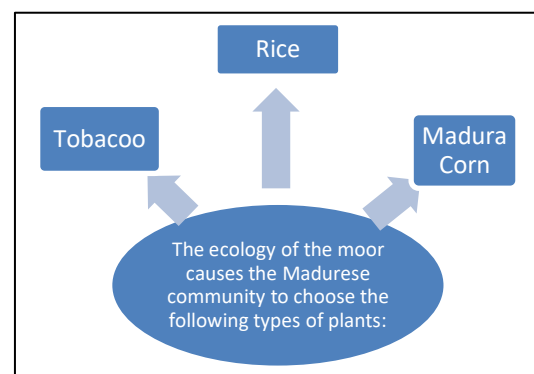 Rice
Tobacoo
Madura
Corn
The ecology of the moor
causes the Madurese
community to choose the
following types of plants: